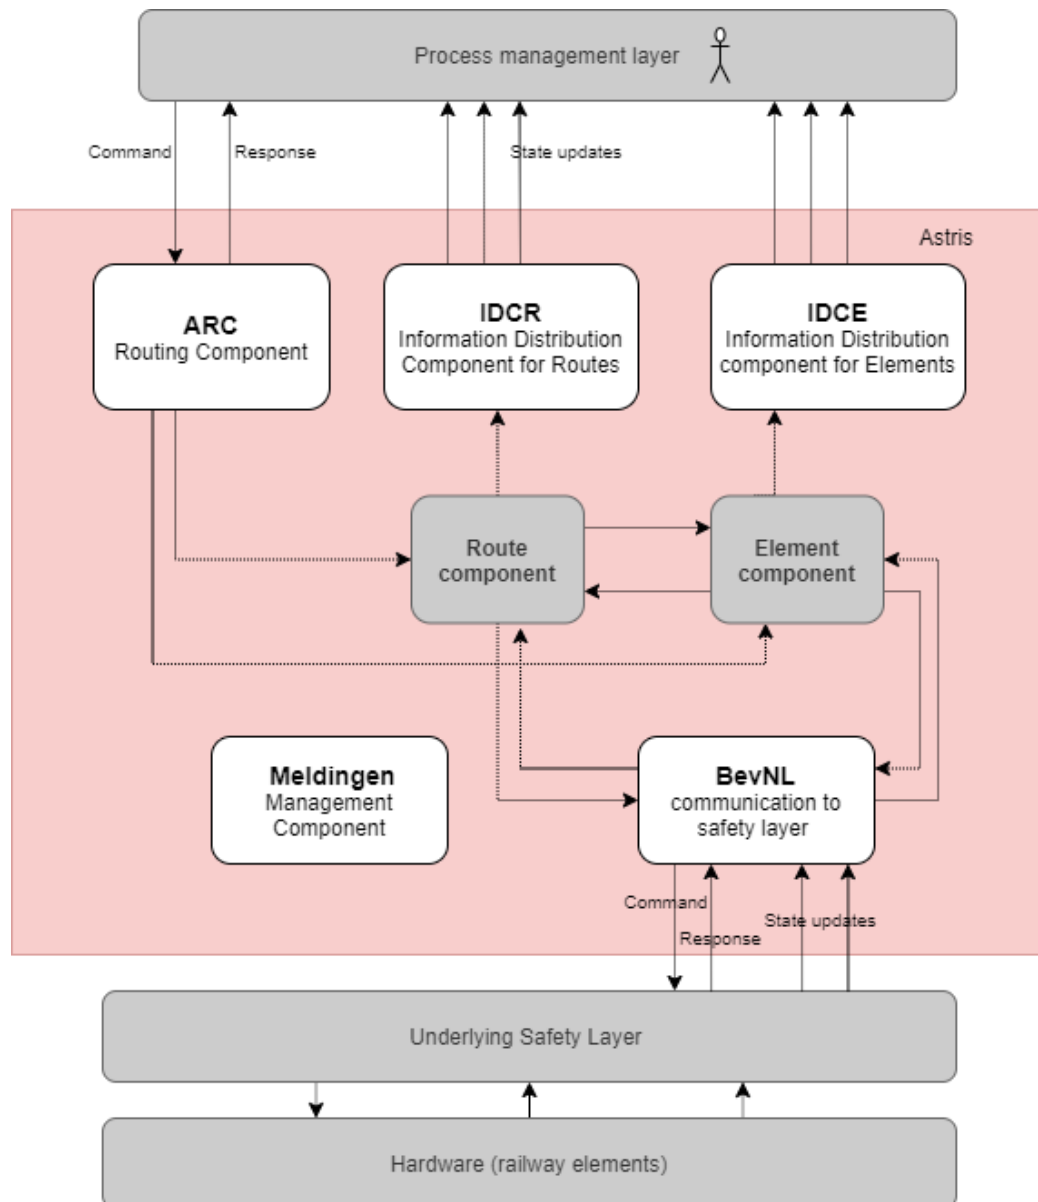 Process management layer
Command
Response
State updates
Astris
ARC
Routing Component
IDCR
Information Distribution
Component for Routes
IDCE
Information Distribution
component for Elements
Route
component
Element
component
Meldingen
Management
Component
BevNL
communication to
safety layer
Command
Response
State updates
Underlying Safety Layer
Hardware (railway elements)